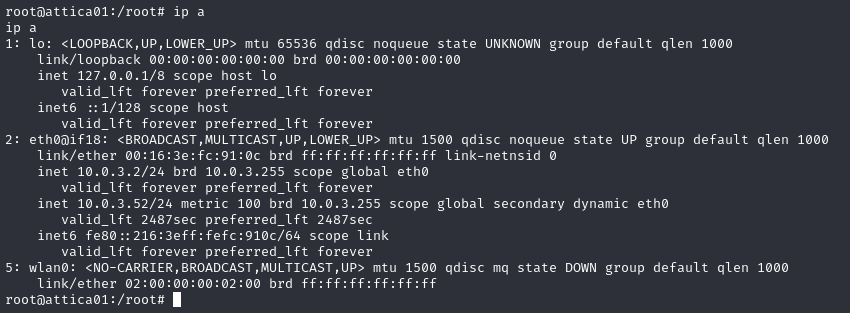 root@attica01:/root# ip a
ip a
1: lo: <LOOPBACK,UP,LOWER_UP> mtu 65536 qdisc noqueue state UNKNOWN group default qlen 1000
    link/loopback 00:00:00:00:00:00 brd 00:00:00:00:00:00
    inet 127.0.0.1/8 scope host lo
       valid_lft forever preferred_lft forever
    inet6 ::1/128 scope host
       valid_lft forever preferred_lft forever
2: eth0@if18: <BROADCAST,MULTICAST,UP,LOWER_UP> mtu 1500 qdisc noqueue state UP group default qlen 1000
    link/ether 00:16:3e:fc:91:0c brd ff:ff:ff:ff:ff:ff link-netnsid 0
    inet 10.0.3.2/24 brd 10.0.3.255 scope global eth0
       valid_lft forever preferred_lft forever
    inet 10.0.3.52/24 metric 100 brd 10.0.3.255 scope global secondary dynamic eth0
       valid_lft 2487sec preferred_lft 2487sec
    inet6 fe80::216:3eff:fefc:910c/64 scope link
       valid_lft forever preferred_lft forever
5: wlan0: <NO-CARRIER,BROADCAST,MULTICAST,UP> mtu 1500 qdisc mq state DOWN group default qlen 1000
    link/ether 02:00:00:00:02:00 brd ff:ff:ff:ff:ff:ff
root@attica01:/root#